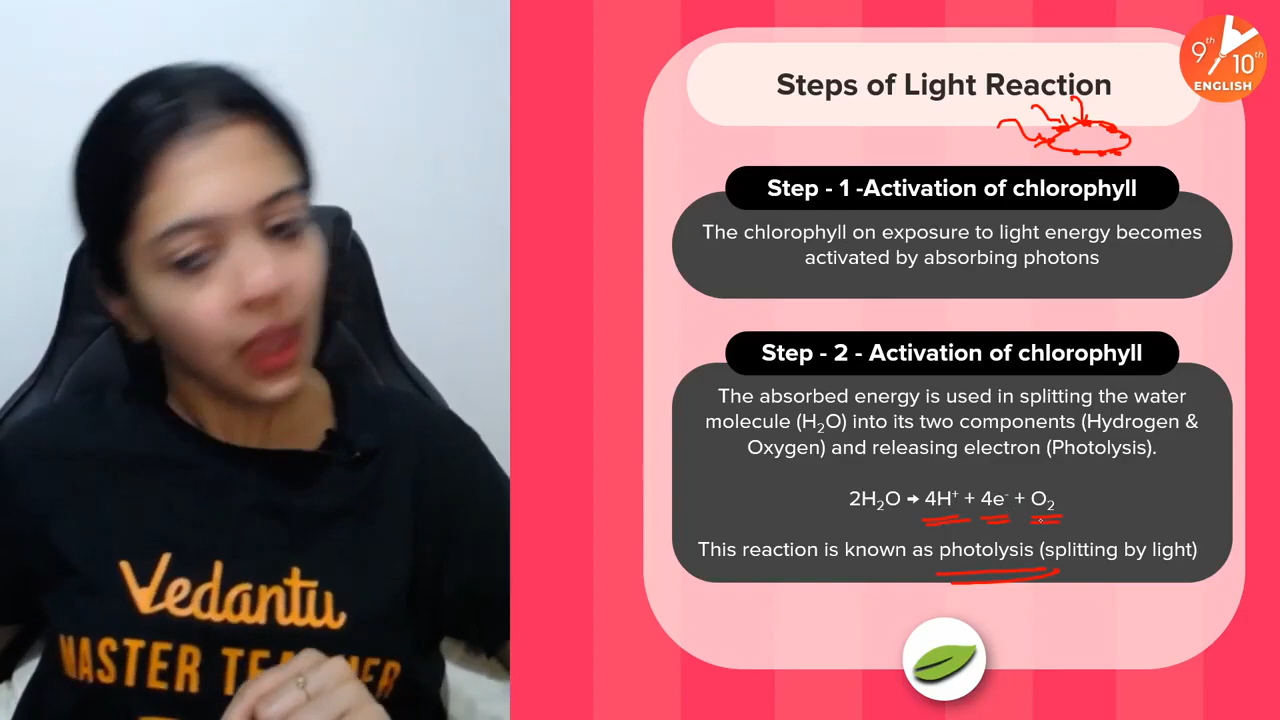 9th
10th
ENGLISH
Steps of Light Reaction
Step - 1 -Activation of chlorophyll
The chlorophyll on exposure to light energy becomes
activated by absorbing photons
Step - 2 - Activation of chlorophyll
The absorbed energy is used in splitting the water
molecule (H₂O) into its two components (Hydrogen &
Oxygen) and releasing electron (Photolysis).
2H₂O → 4H⁺ + 4e⁻ + O₂
This reaction is known as photolysis (splitting by light)
Vedantu
MASTER TEACHER